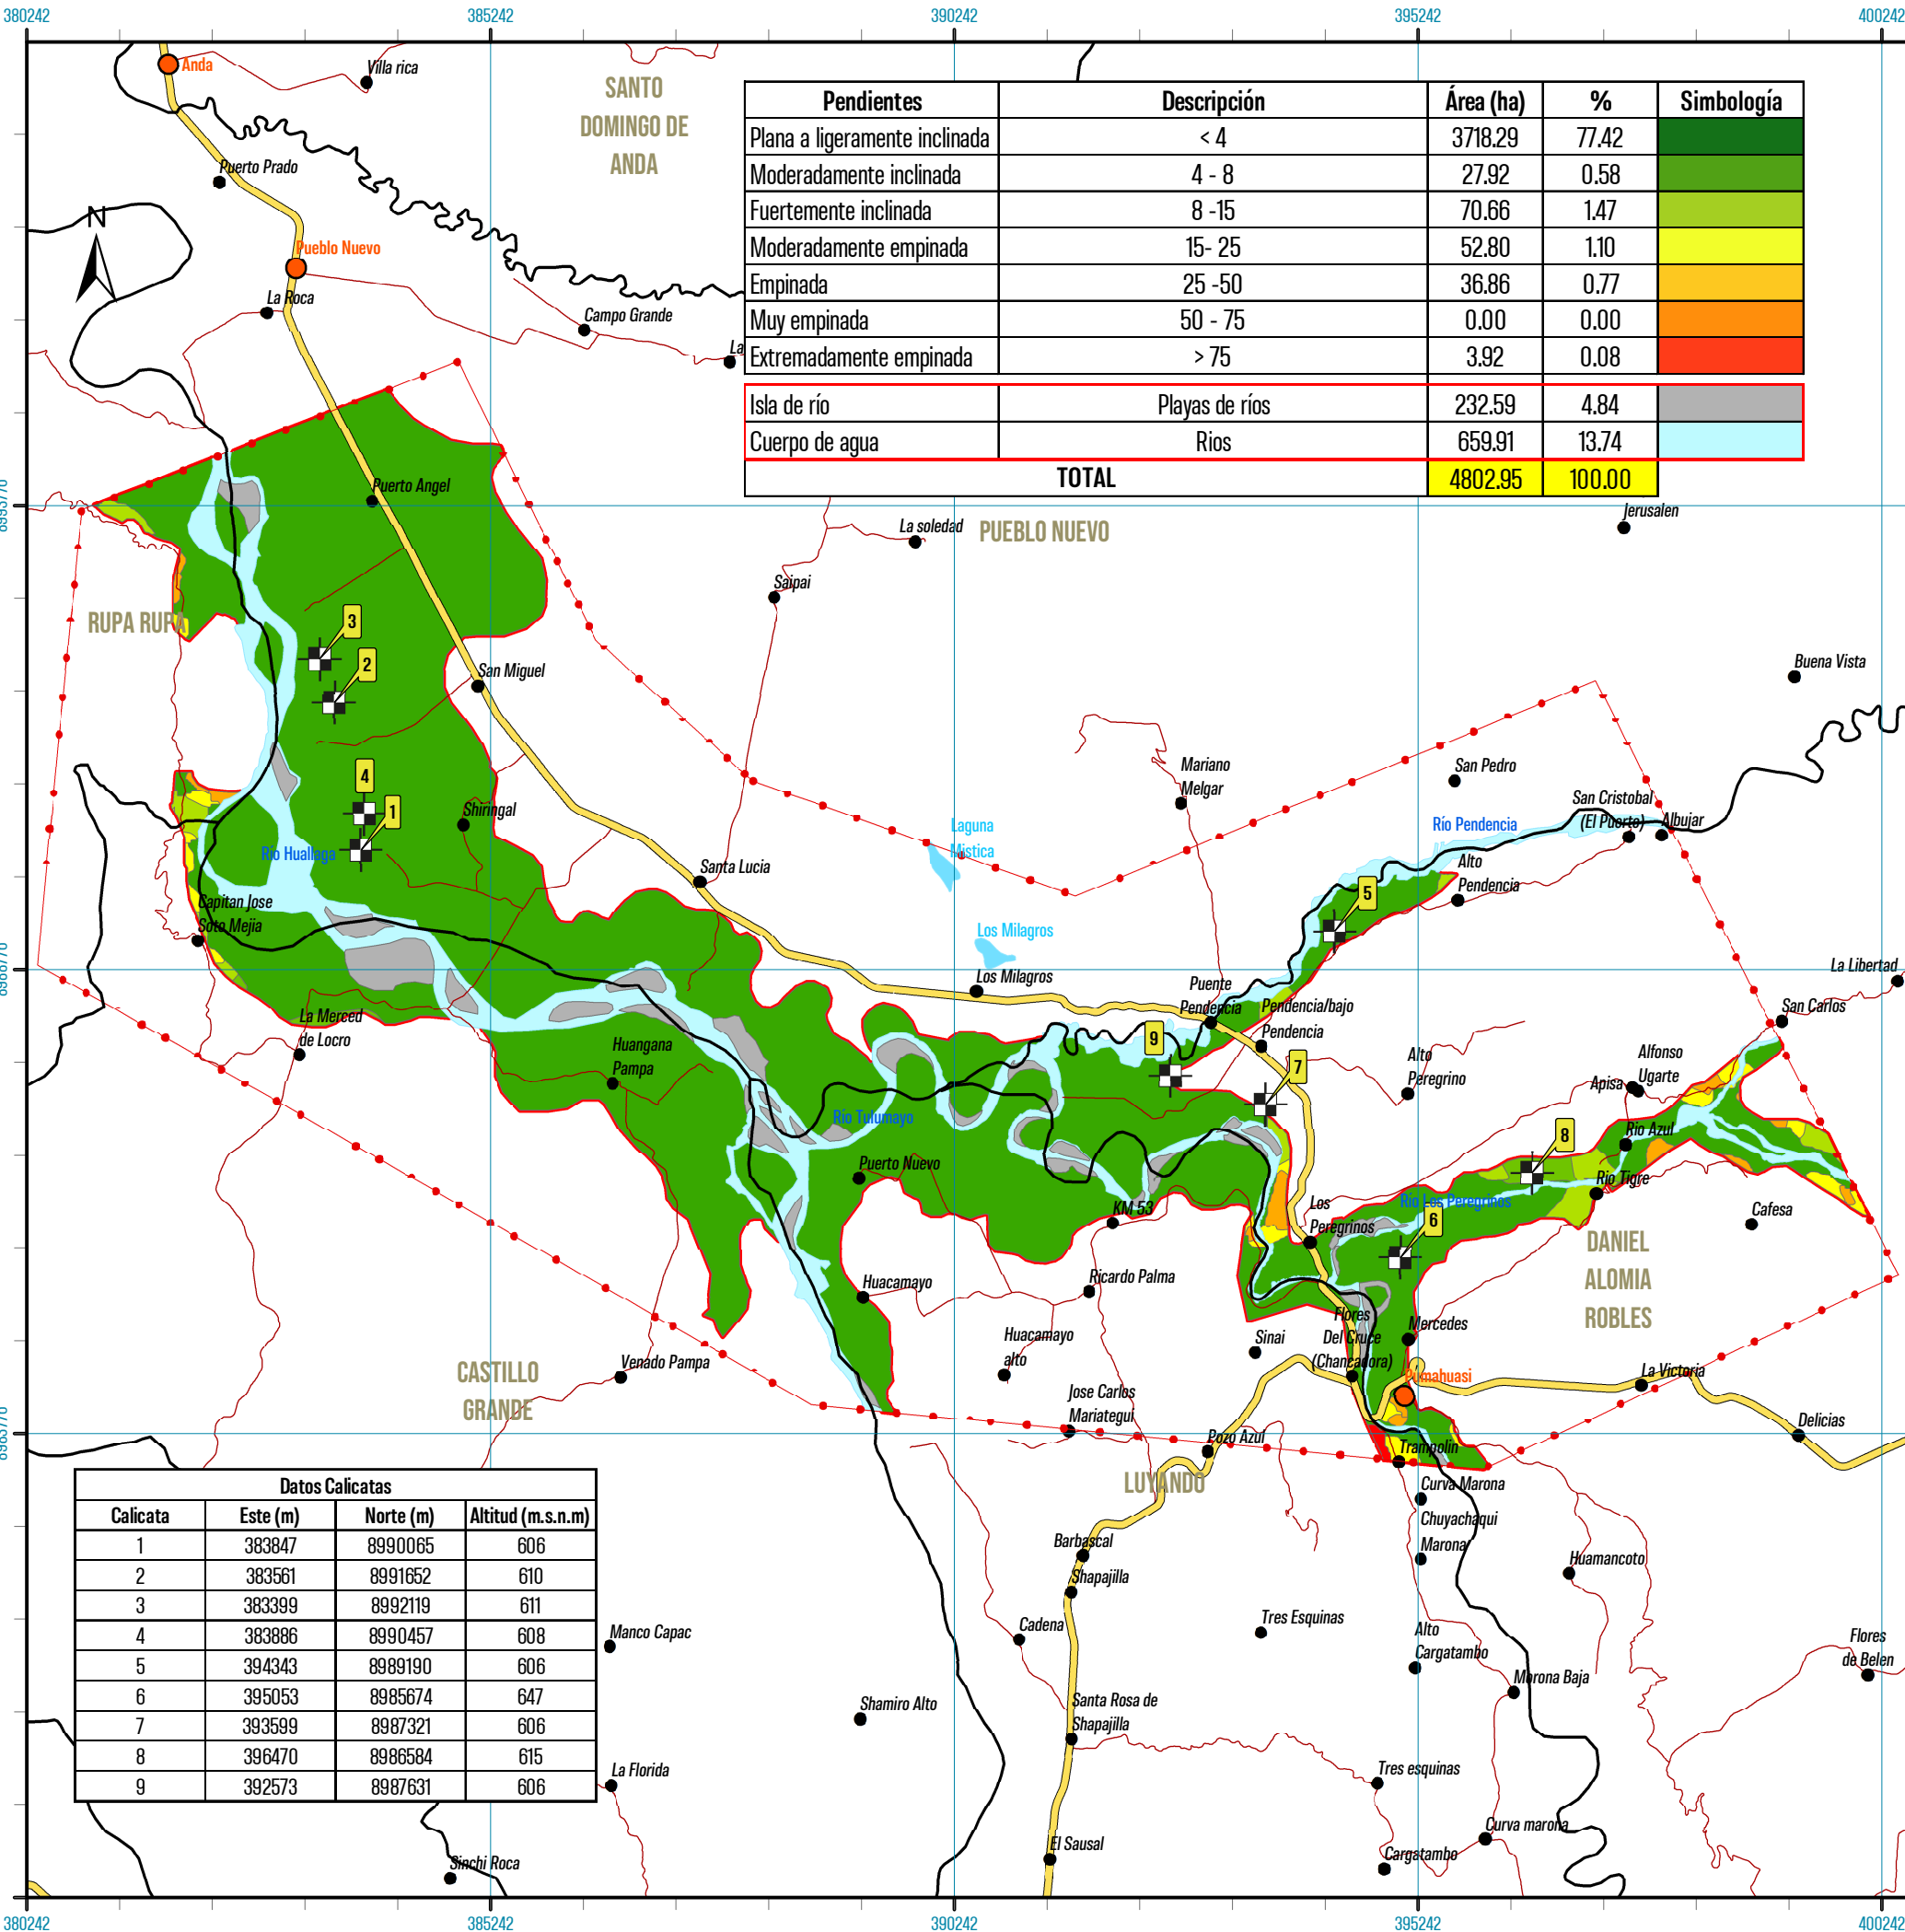 380242 385242 390242 395242 400242
Anda
Villa rica
SANTO
DOMINGO DE
ANDA
Puerto Prado
N
Pueblo Nuevo
La Roca
Campo Grande
La
Pendientes Descripción Área (ha) % Simbología
Plana a ligeramente inclinada < 4 3718.29 77.42
Moderadamente inclinada 4 - 8 27.92 0.58
Fuertemente inclinada 8 -15 70.66 1.47
Moderadamente empinada 15- 25 52.80 1.10
Empinada 25 -50 36.86 0.77
Muy empinada 50 - 75 0.00 0.00
Extremadamente empinada > 75 3.92 0.08
Isla de río Playas de ríos 232.59 4.84
Cuerpo de agua Rios 659.91 13.74
TOTAL 4802.95 100.00
8993770
Puerto Angel
La soledad
PUEBLO NUEVO
Jerusalen
Saipai
RUPA RUPA
3
2
San Miguel
Buena Vista
4
1
Shiringal
Río Huallaga
Mariano
Melgar
San Pedro
San Cristobal
(El Puerto)
Albujar
Río Pendencia
Laguna
Mistica
Santa Lucia
Alto
Pendencia
5
Capitan Jose
Soto Mejia
Los Milagros
8988770
Los Milagros
La Libertad
Puente
Pendencia
Pendencia/bajo
Pendencia
San Carlos
La Merced
de Locro
Huangana
Pampa
9
7
Alto
Peregrino
Alfonso
Ugarte
Apisa
Río Tulumayo
8
Rio Azul
Puerto Nuevo
Rio Tigre
Río Los Peregrinos
KM 53
Los
Peregrinos
6
Cafesa
DANIEL
ALOMIA
ROBLES
Huacamayo
Ricardo Palma
Flores
Del Cruce
(Chancadora)
Mercedes
Huacamayo
alto
Sinai
Venado Pampa
CASTILLO
GRANDE
La Victoria
Pumahuasi
Jose Carlos
Mariategui
Delicias
8983770
Pozo Azul
Trampolin
LUYANDO
Curva Marona
Chuyachaqui
Marona
Datos Calicatas
Calicata Este (m) Norte (m) Altitud (m.s.n.m)
1 383847 8990065 606
2 383561 8991652 610
3 383399 8992119 611
4 383886 8990457 608
5 394343 8989190 606
6 395053 8985674 647
7 393599 8987321 606
8 396470 8986584 615
9 392573 8987631 606
Barbascal
Shapajilla
Huamancoto
Manco Capac
Cadena
Tres Esquinas
Alto
Cargatambo
Flores
de Belen
Morona Baja
Shamiro Alto
Santa Rosa de
Shapajilla
La Florida
Tres esquinas
Curva marona
El Sausal
Cargatambo
Sinchi Roca
380242 385242 390242 395242 400242